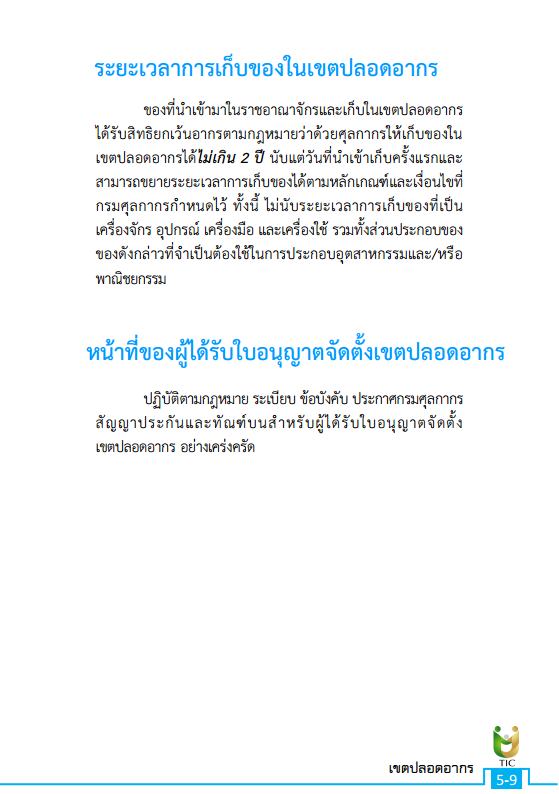 ระยะเวลาการเก็บของในเขตปลอดอากร
ของที่นำเข้ามาในราชอาณาจักรและเก็บในเขตปลอดอากร
ได้รับสิทธิยกเว้นอากรตามกฎหมายว่าด้วยศุลกากรให้เก็บของใน
เขตปลอดอากรได้ไม่เกิน 2 ปี นับแต่วันที่นำเข้าเก็บครั้งแรกและ
สามารถขยายระยะเวลาการเก็บของได้ตามหลักเกณฑ์และเงื่อนไขที่
กรมศุลกากรกำหนดไว้ ทั้งนี้ ไม่นับระยะเวลาการเก็บของที่เป็น
เครื่องจักร อุปกรณ์ เครื่องมือ และเครื่องใช้ รวมทั้งส่วนประกอบของ
ของดังกล่าวที่จำเป็นต้องใช้ในการประกอบอุตสาหกรรมและ/หรือ
พาณิชยกรรม
หน้าที่ของผู้ได้รับใบอนุญาตจัดตั้งเขตปลอดอากร
ปฏิบัติตามกฎหมาย ระเบียบ ข้อบังคับ ประกาศกรมศุลกากร
สัญญาประกันและทัณฑ์บนสำหรับผู้ได้รับใบอนุญาตจัดตั้ง
เขตปลอดอากร อย่างเคร่งครัด
TIC
เขตปลอดอากร
5-9